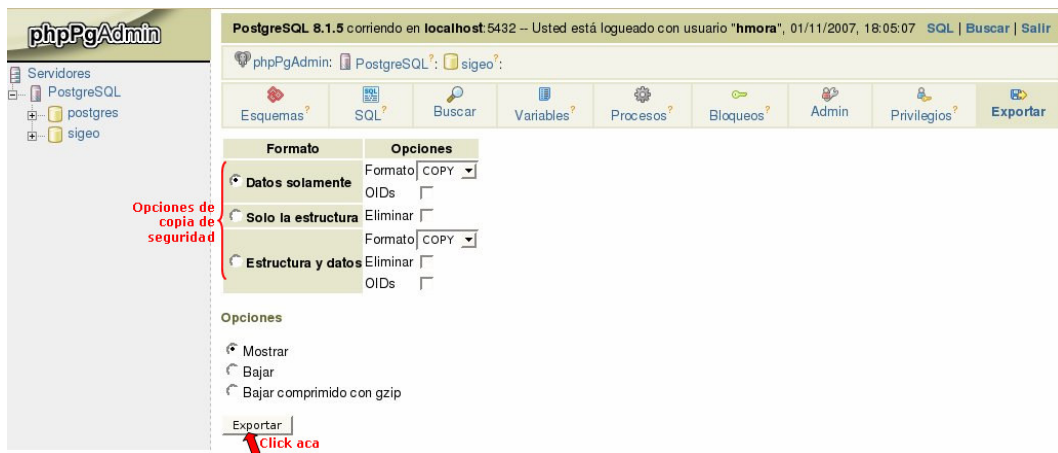 phpPgAdmin
PostgreSQL 8.1.5 corriendo en localhost:5432 -- Usted está logueado con usuario "hmora", 01/11/2007, 18:05:07 SQL | Buscar | Salir
phpPgAdmin: PostgreSQL?: sigeo?:
Servidores
PostgreSQL
postgres
sigeo
Esquemas? SQL? Buscar Variables? Procesos? Bloqueos? Admin Privilegios? Exportar
Formato Opciones
Datos solamente Formato COPY
OIDs
Solo la estructura Eliminar
Formato COPY
Estructura y datos Eliminar
OIDs
Opciones de
copia de
seguridad
Opciones
Mostrar
Bajar
Bajar comprimido con gzip
Exportar
Click aca